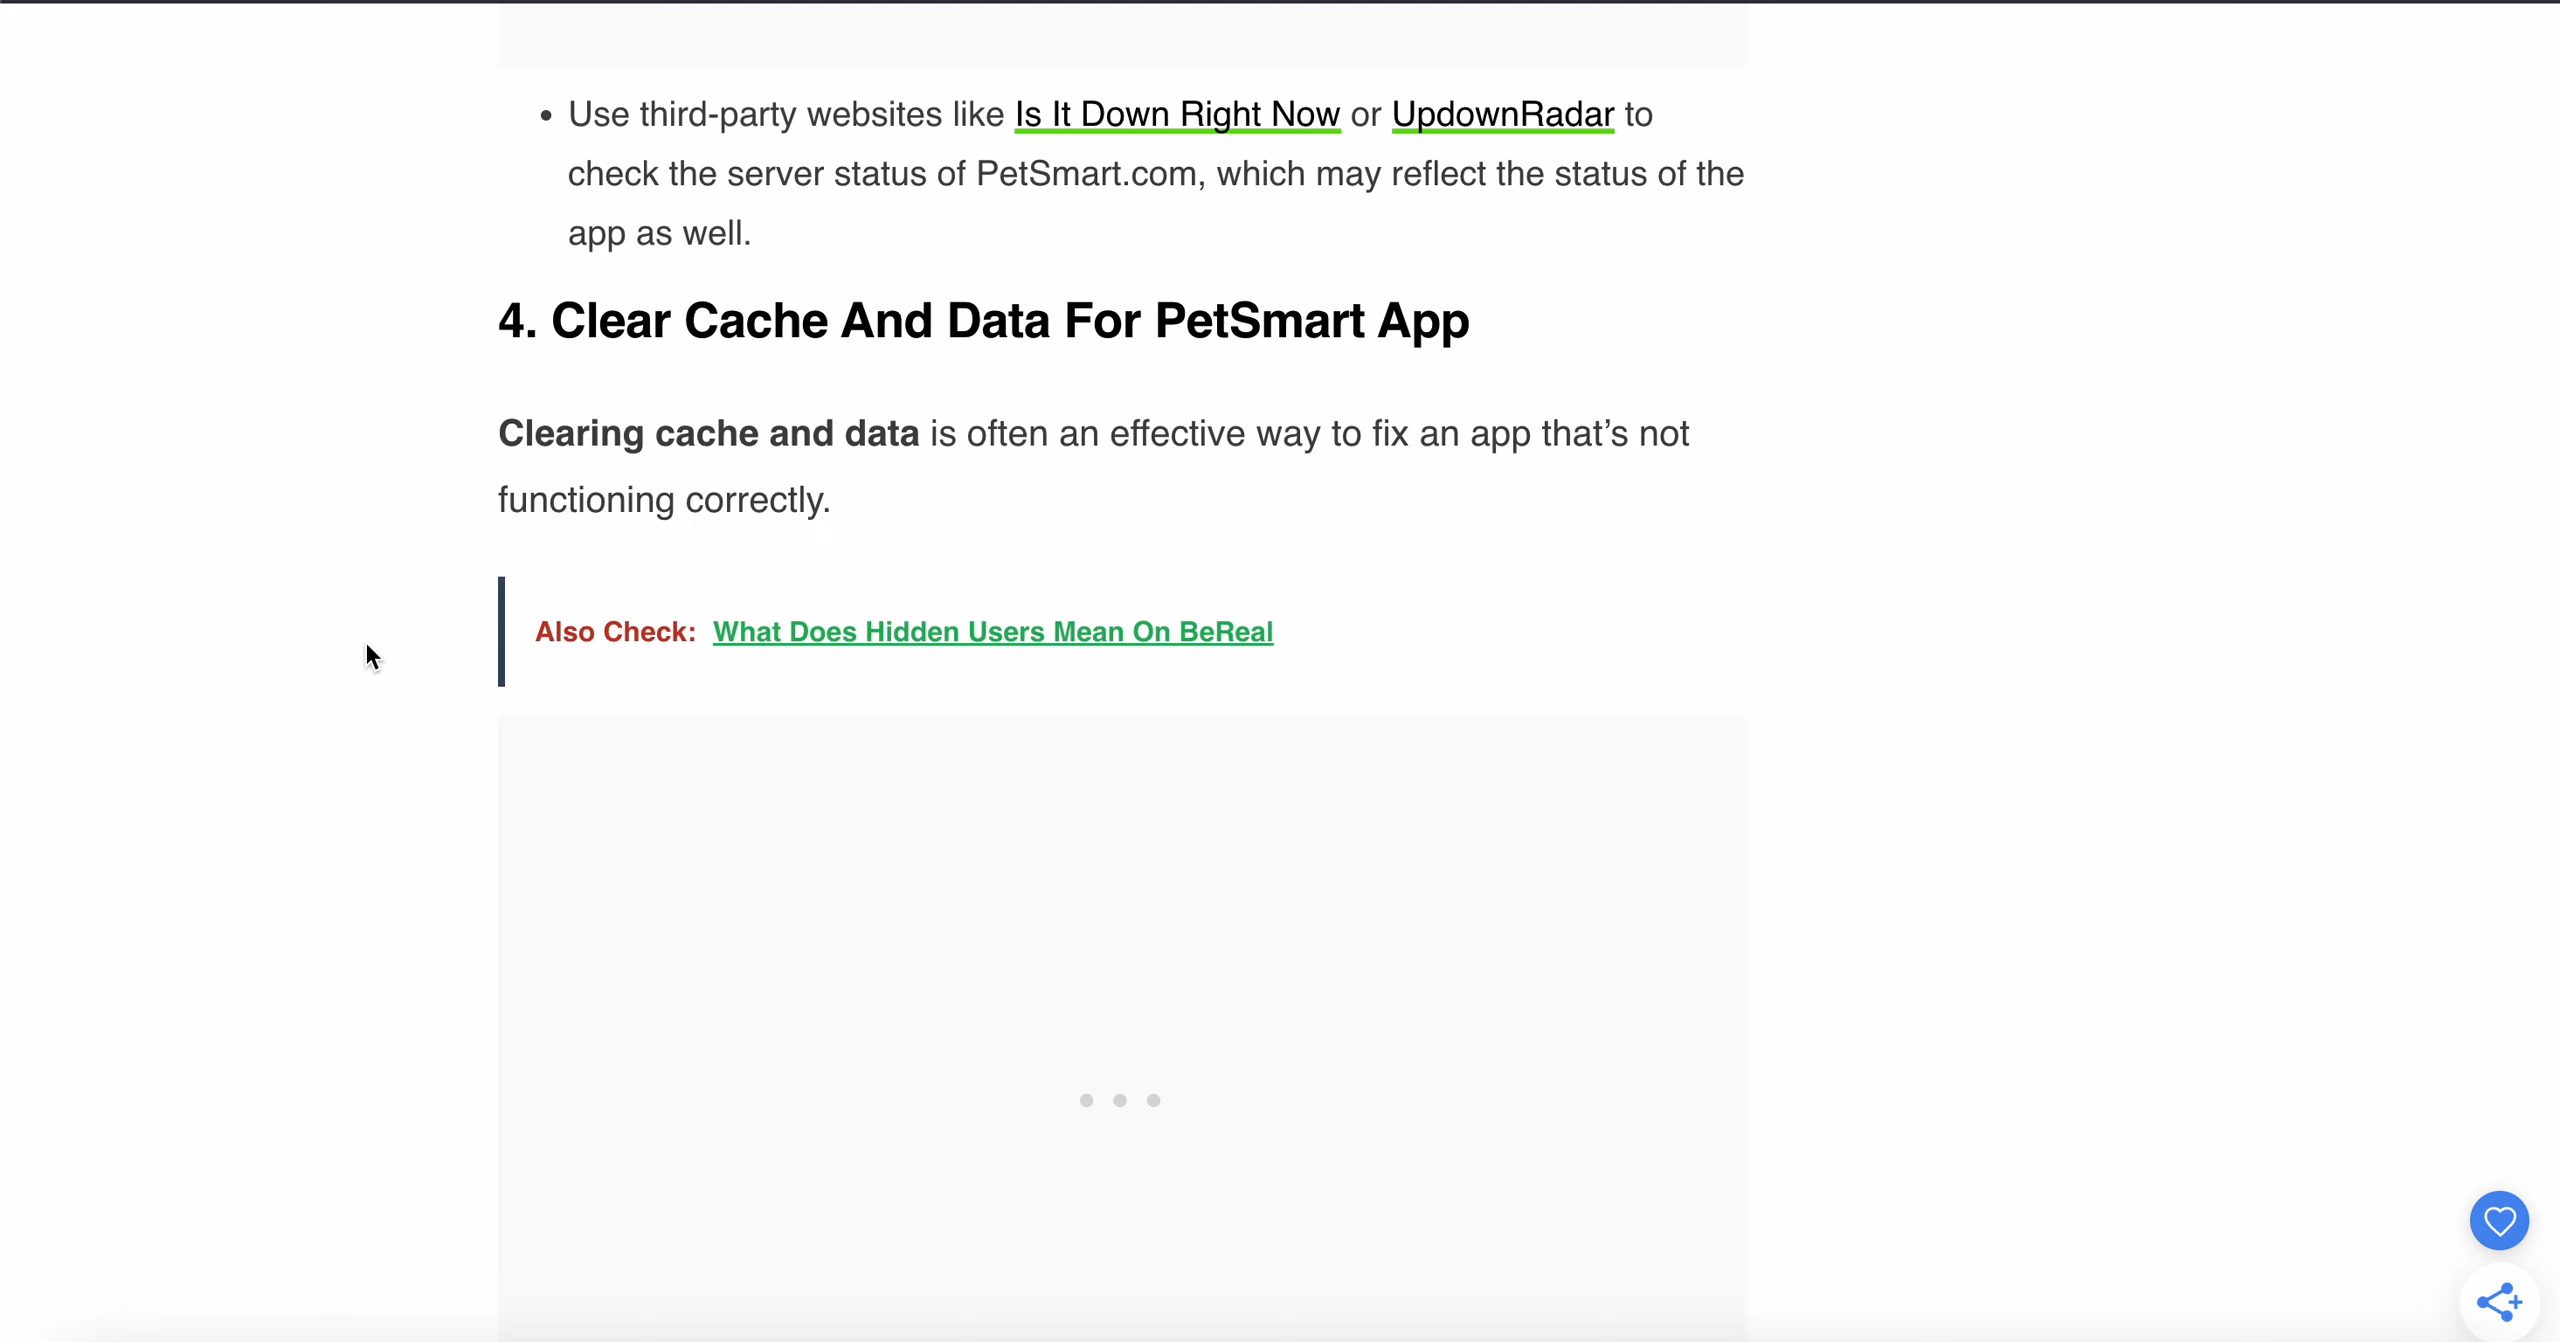 • Use third-party websites like Is It Down Right Now or UpdownRadar to
check the server status of PetSmart.com, which may reflect the status of the
app as well.
4. Clear Cache And Data For PetSmart App
Clearing cache and data is often an effective way to fix an app that’s not
functioning correctly.
Also Check: What Does Hidden Users Mean On BeReal